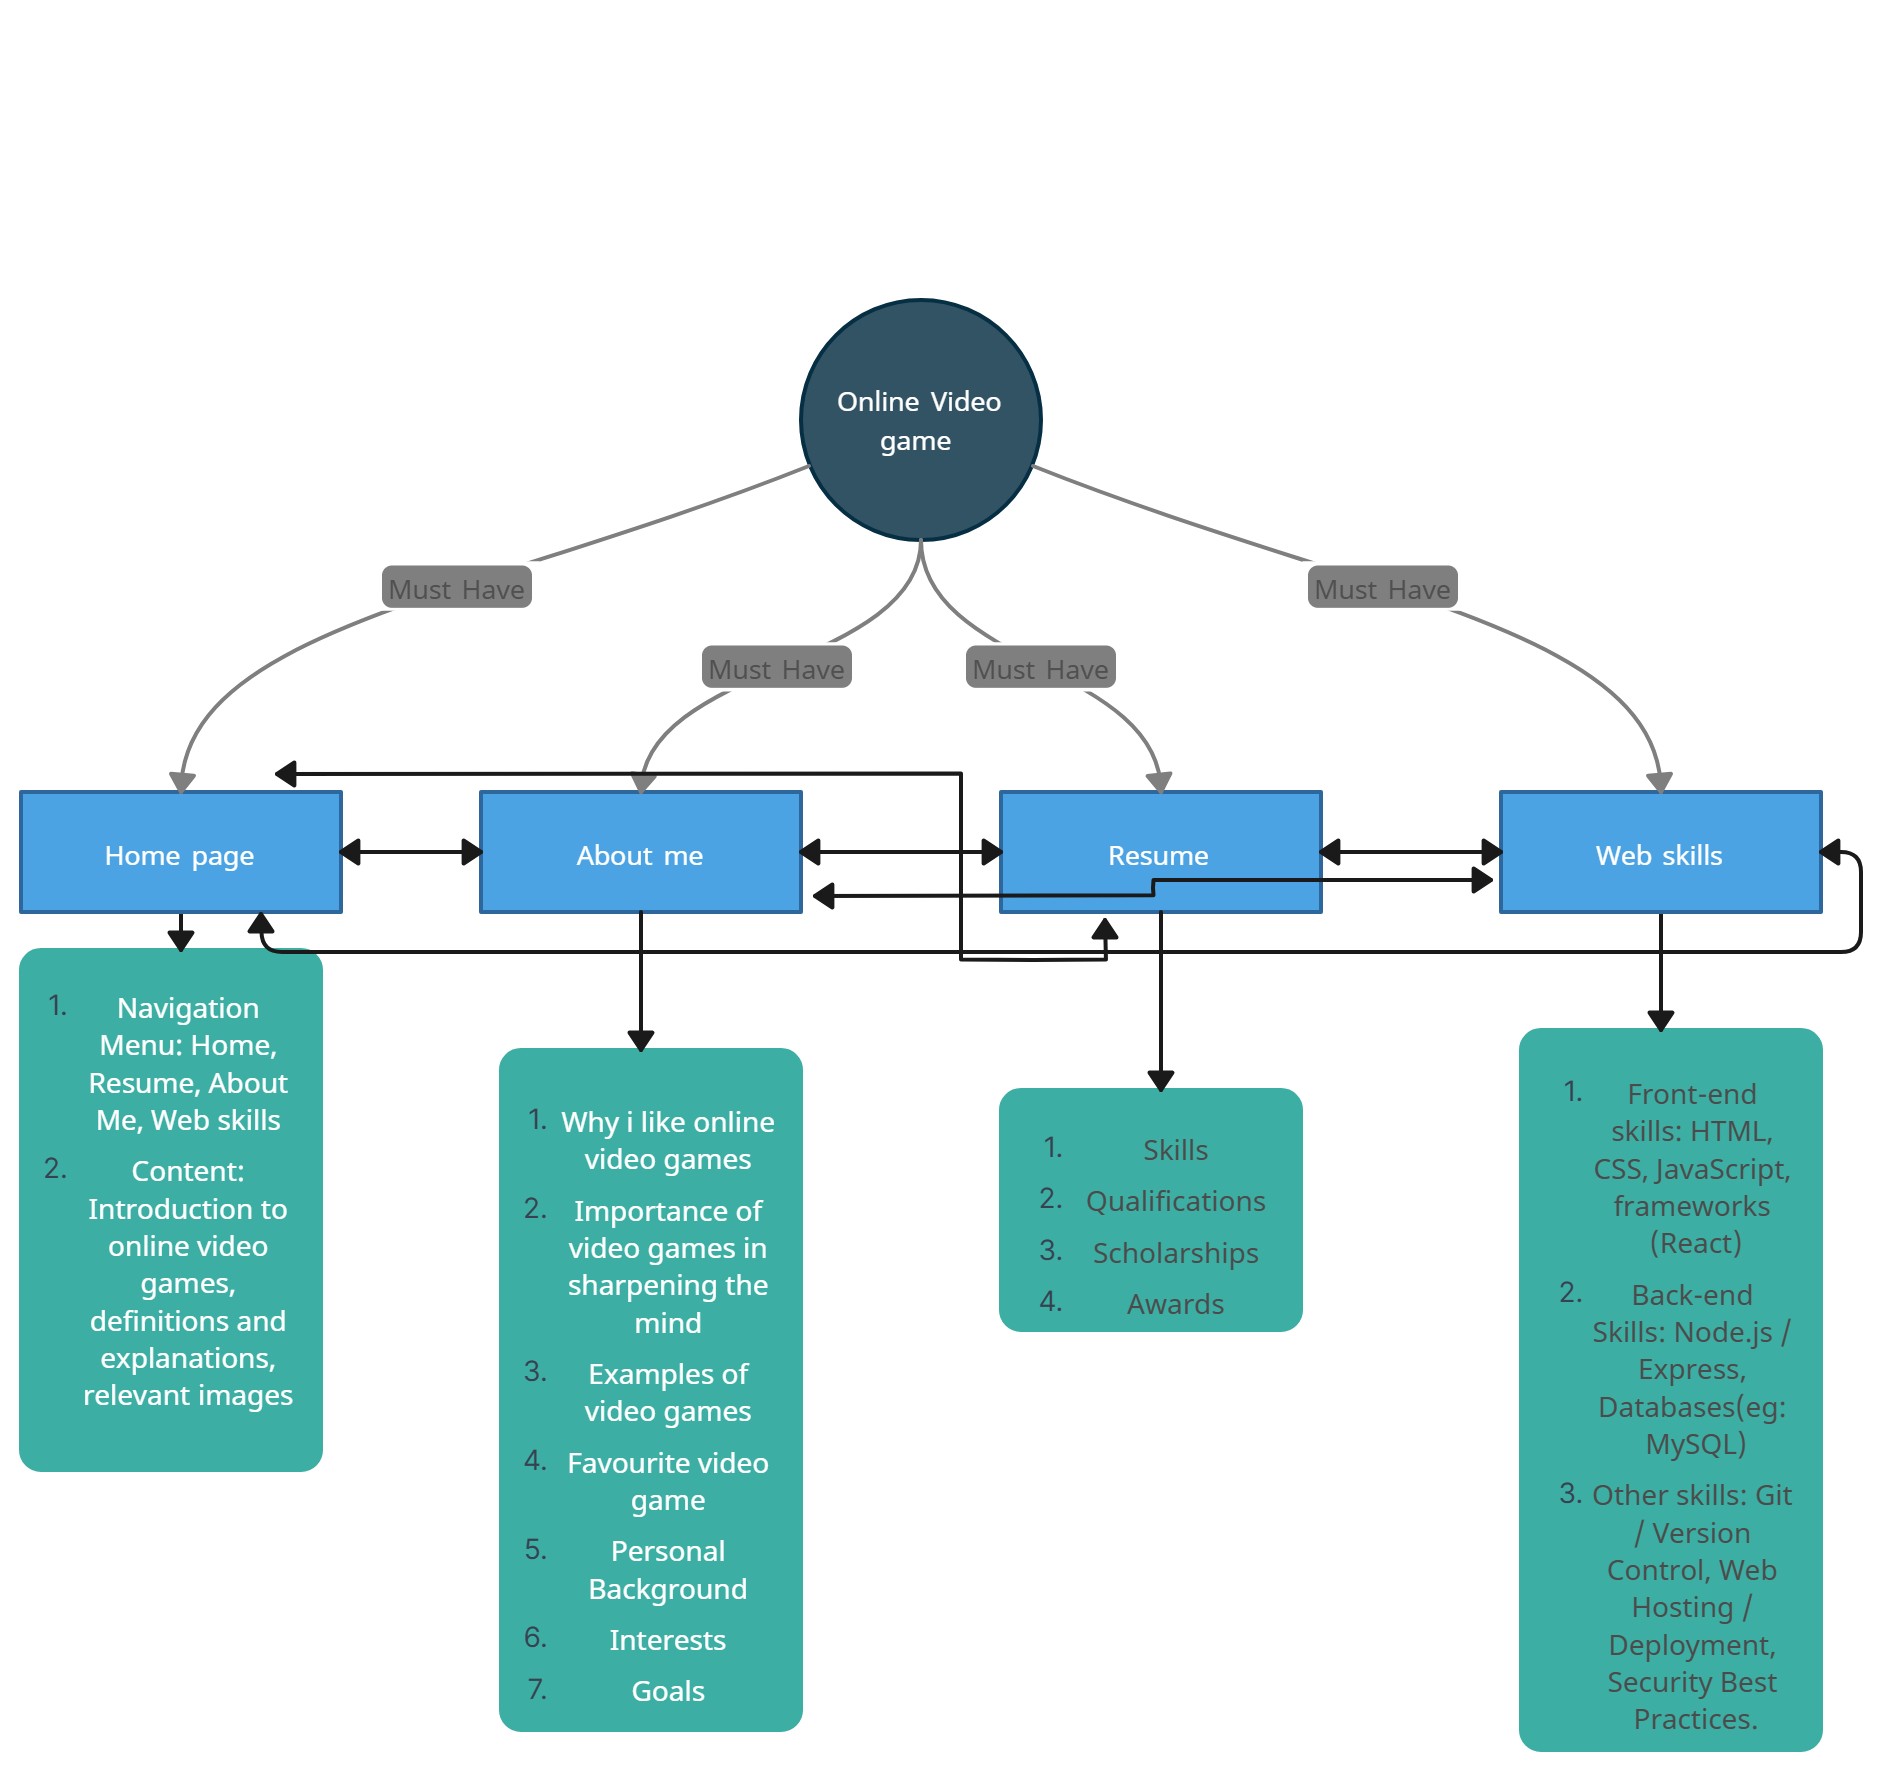 Online Video
game
Must Have
Must Have
Must Have
Must Have
Home page
About me
Resume
Web skills
1. Navigation
Menu: Home,
Resume, About
Me, Web skills
2. Content:
Introduction to
online video
games,
definitions and
explanations,
relevant images
1. Why i like online
video games
2. Importance of
video games in
sharpening the
mind
3. Examples of
video games
4. Favourite video
game
5. Personal
Background
6. Interests
7. Goals
1. Skills
2. Qualifications
3. Scholarships
4. Awards
1. Front-end
skills: HTML,
CSS, JavaScript,
frameworks
(React)
2. Back-end
Skills: Node.js /
Express,
Databases(eg:
MySQL)
3. Other skills: Git
/ Version
Control, Web
Hosting /
Deployment,
Security Best
Practices.